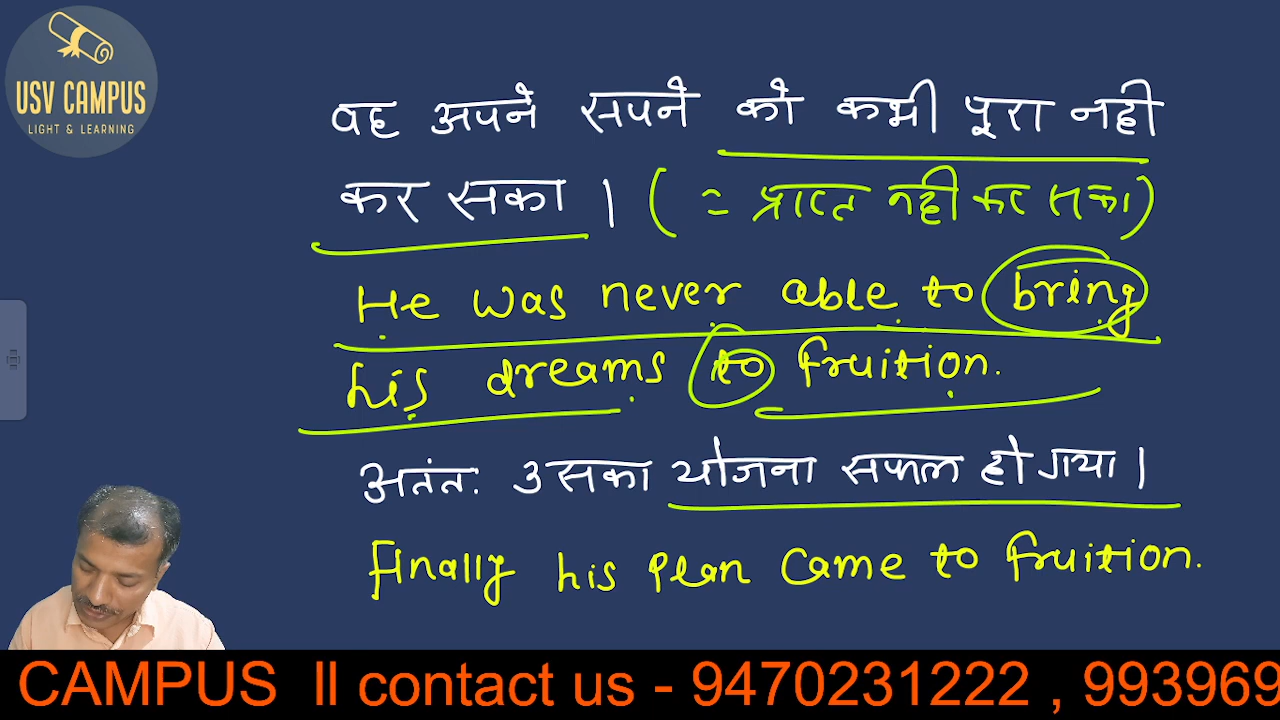 USV CAMPUS
LIGHT & LEARNING
वह अपने सपने को कभी पूरा नही
कर सका | (= प्राप्त नही कर सका)
He was never able to bring
his dreams to fruition.
अतंत: उसका योजना सफल हो गया |
Finally his plan came to fruition.
CAMPUS ll contact us - 9470231222 , 993969